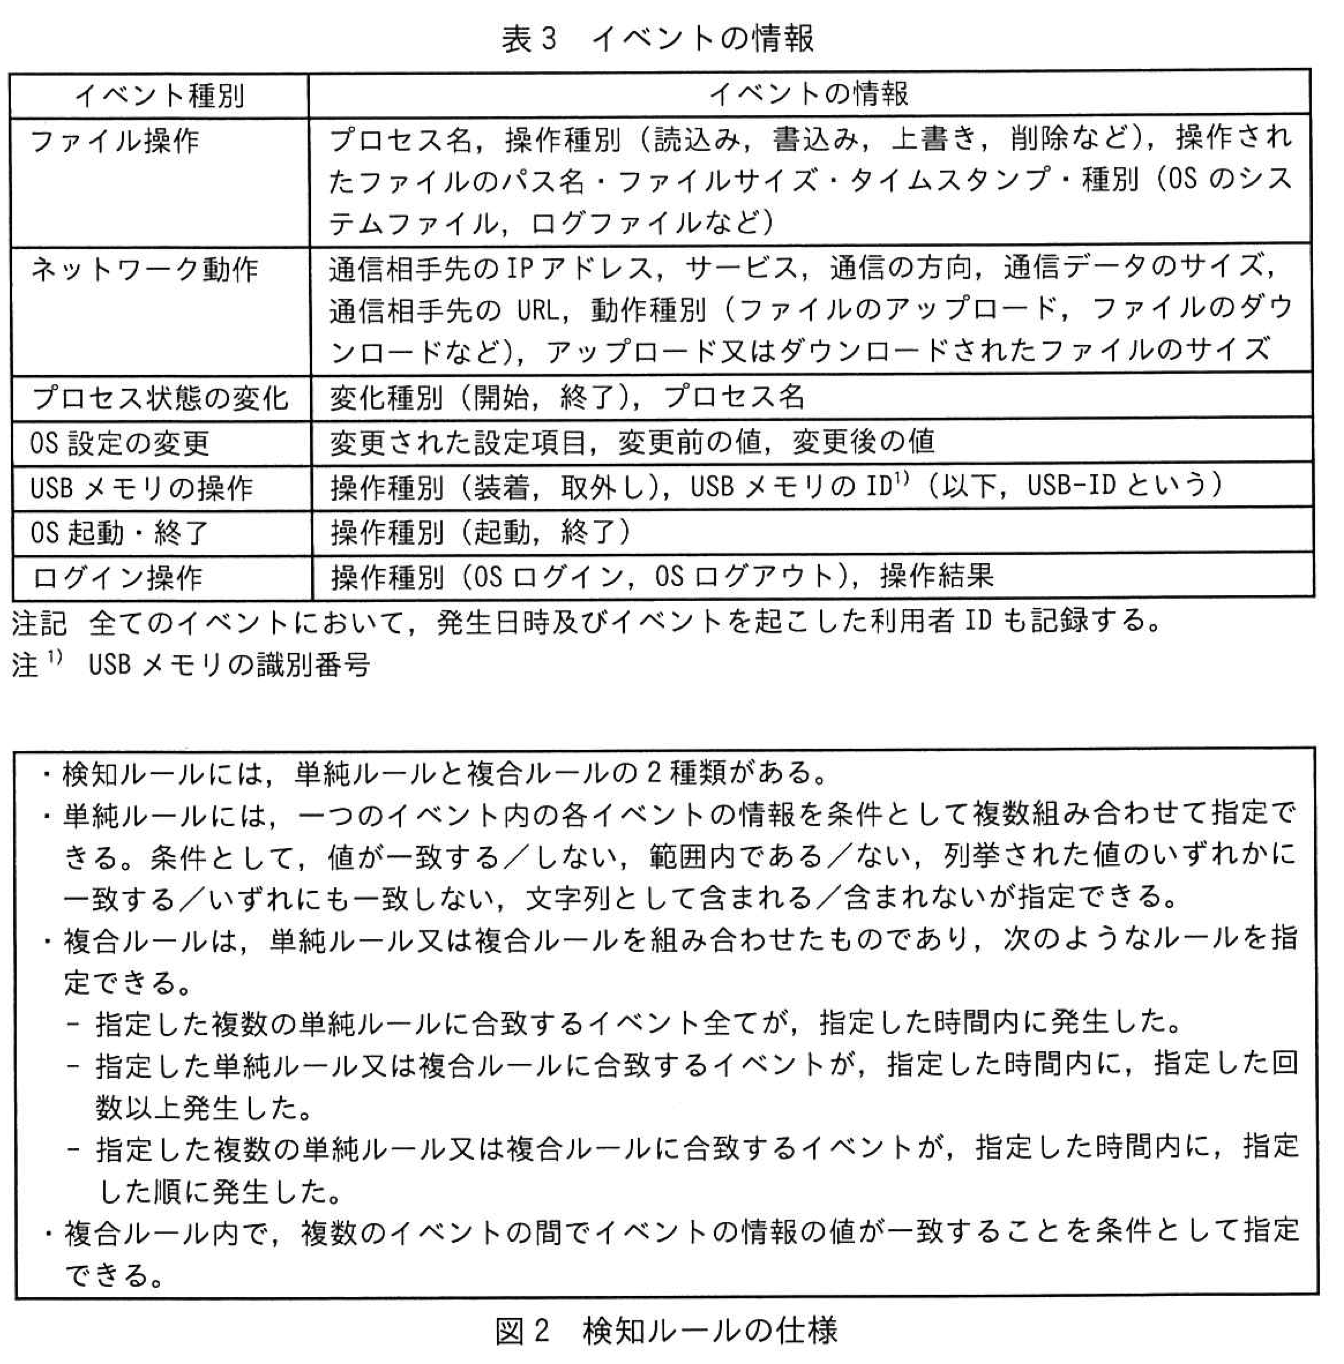 表3　イベントの情報
イベント種別
イベントの情報
ファイル操作
プロセス名，操作種別（読込み，書込み，上書き，削除など），操作され
たファイルのパス名・ファイルサイズ・タイムスタンプ・種別（OSのシス
テムファイル，ログファイルなど）
ネットワーク動作
通信相手先のIPアドレス，サービス，通信の方向，通信データのサイズ，
通信相手先の URL，動作種別（ファイルのアップロード，ファイルのダウ
ンロードなど），アップロード又はダウンロードされたファイルのサイズ
プロセス状態の変化
変化種別（開始，終了），プロセス名
OS 設定の変更
変更された設定項目，変更前の値，変更後の値
USB メモリの操作
操作種別（装着，取外し），USB メモリの ID1)（以下，USB-ID という）
OS 起動・終了
操作種別（起動，終了）
ログイン操作
操作種別（OS ログイン，OS ログアウト），操作結果
注記　全てのイベントにおいて，発生日時及びイベントを起こした利用者 ID も記録する。
注1)　USB メモリの識別番号
・検知ルールには，単純ルールと複合ルールの2種類がある。
・単純ルールには，一つのイベント内の各イベントの情報を条件として複数組み合わせて指定で
きる。条件として，値が一致する／しない，範囲内である／ない，列挙された値のいずれかに
一致する／いずれにも一致しない，文字列として含まれる／含まれないが指定できる。
・複合ルールは，単純ルール又は複合ルールを組み合わせたものであり，次のようなルールを指
定できる。
- 指定した複数の単純ルールに合致するイベント全てが，指定した時間内に発生した。
- 指定した単純ルール又は複合ルールに合致するイベントが，指定した時間内に，指定した回
数以上発生した。
- 指定した複数の単純ルール又は複合ルールに合致するイベントが，指定した時間内に，指定
した順に発生した。
・複合ルール内で，複数のイベントの間でイベントの情報の値が一致することを条件として指定
できる。
図2　検知ルールの仕様